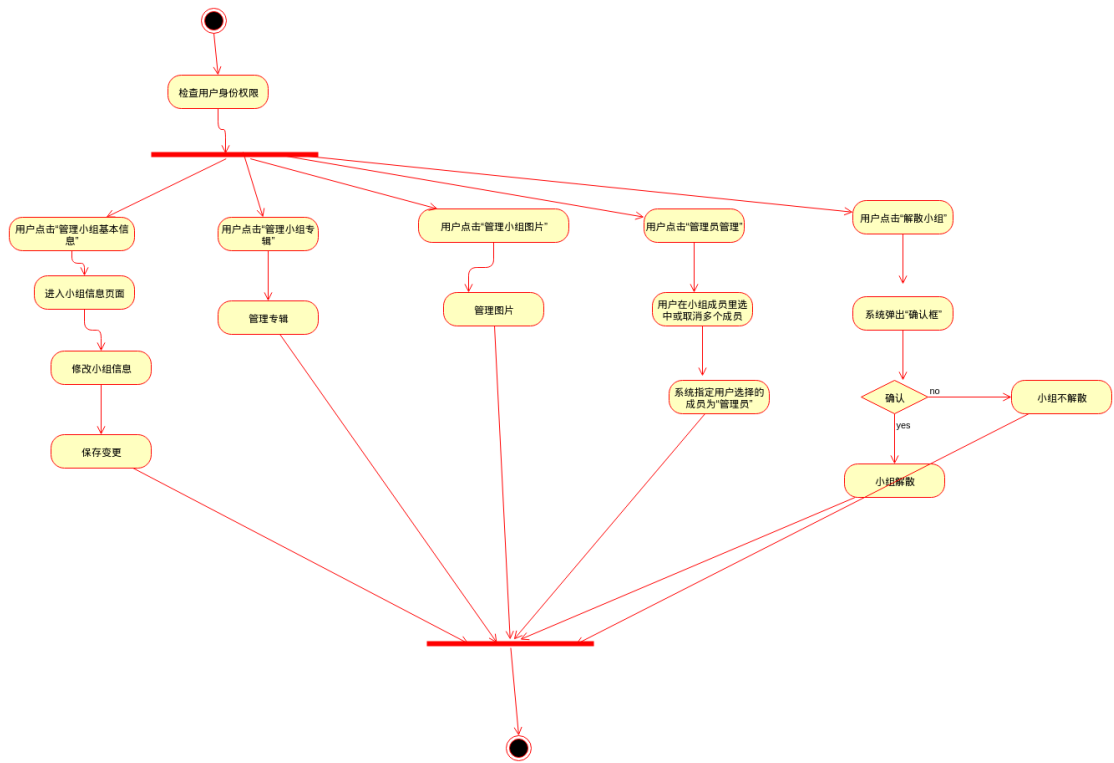 检查用户身份权限
用户点击“管理小组基本信
息”
用户点击“管理小组专
辑”
用户点击“管理小组图片”
用户点击“管理员管理”
用户点击“解散小组”
进入小组信息页面
管理专辑
管理图片
用户在小组成员里选
中或取消多个成员
系统弹出“确认框”
修改小组信息
系统指定用户选择的
成员为“管理员”
确认
no
小组不解散
yes
保存变更
小组解散